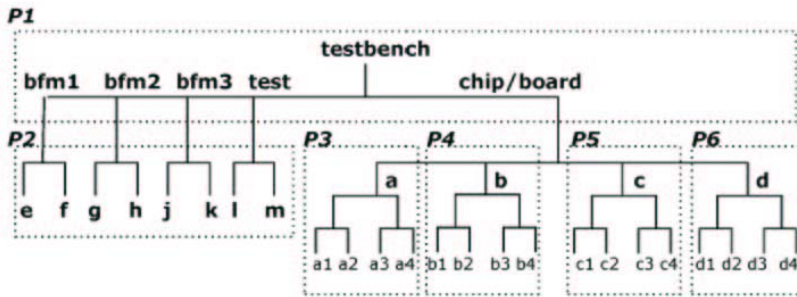 P1
testbench
bfm1 bfm2 bfm3 test chip/board
P2 P3 P4 P5 P6
a b c d
e f g h j k l m
a1 a2 a3 a4 b1 b2 b3 b4 c1 c2 c3 c4 d1 d2 d3 d4